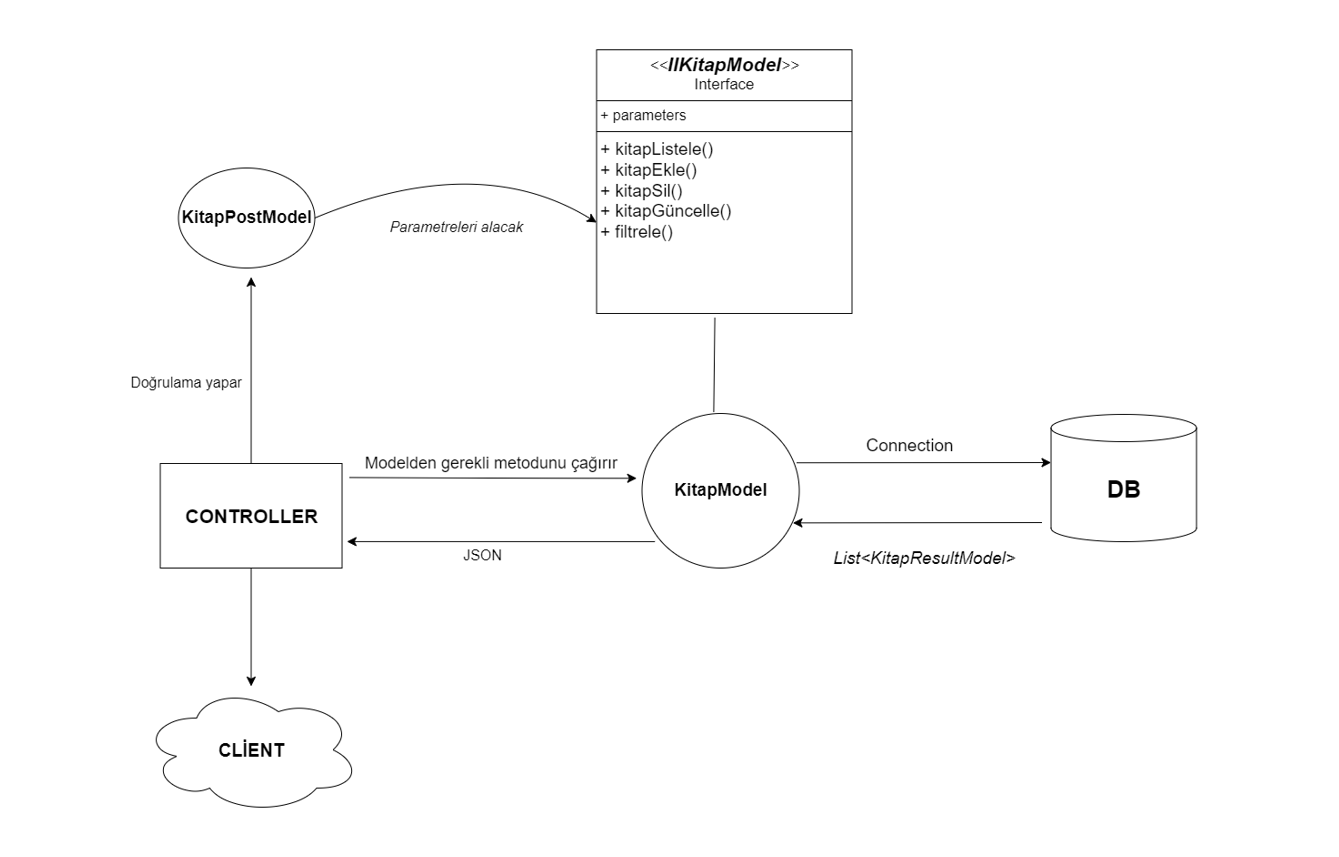 <<IIKitapModel>>
Interface
+ parameters
+ kitapListele()
+ kitapEkle()
+ kitapSil()
+ kitapGüncelle()
+ filtrele()
KitapPostModel
Parametreleri alacak
Doğrulama yapar
Modelden gerekli metodunu çağırır
Connection
CONTROLLER
KitapModel
DB
JSON
List<KitapResultModel>
CLİENT